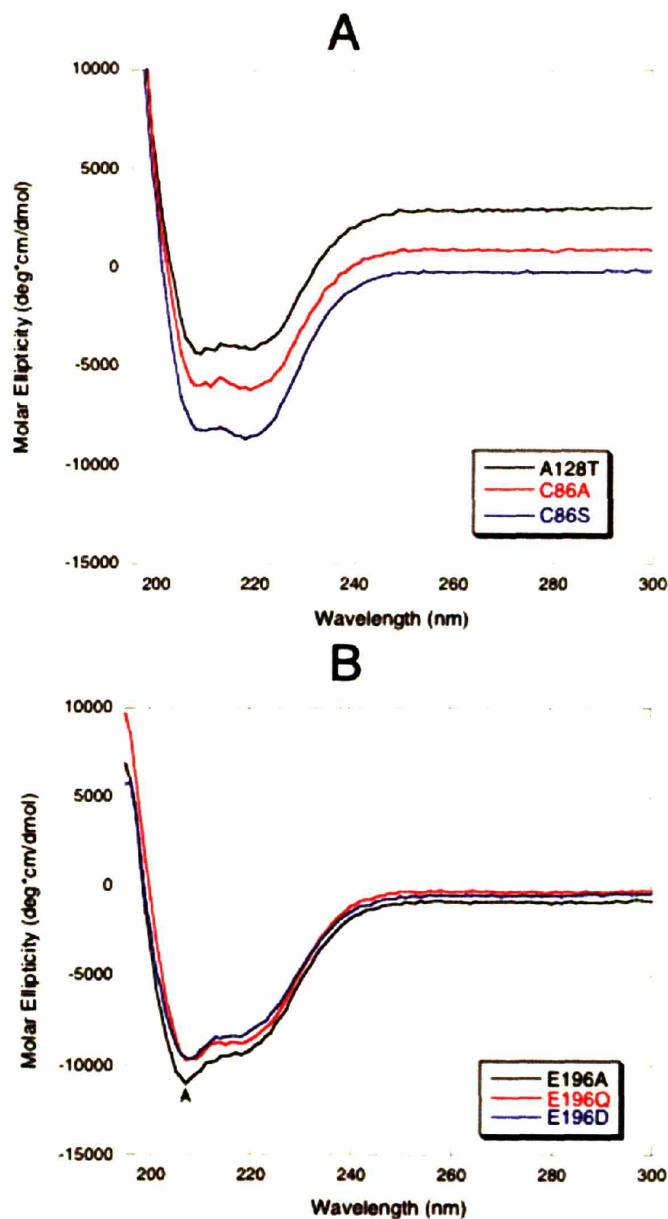 A
10000
5000
0
-5000
-10000
-15000
Molar Ellipticity (deg*cm/dmol)
A128T
C86A
C86S
200 220 240 260 280 300
Wavelength (nm)
B
10000
5000
0
-5000
-10000
-15000
Molar Ellipticity (deg*cm/dmol)
A
E196A
E196Q
E196D
200 220 240 260 280 300
Wavelength (nm)